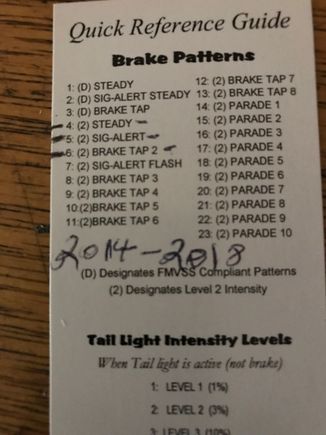 Quick Reference Guide
Brake Patterns
1: (D) STEADY
2: (D) SIG-ALERT STEADY
3: (D) BRAKE TAP
4: (2) STEADY
5: (2) SIG-ALERT
6: (2) BRAKE TAP 2
7: (2) SIG-ALERT FLASH
8: (2) BRAKE TAP 3
9: (2) BRAKE TAP 4
10:(2)BRAKE TAP 5
11:(2)BRAKE TAP 6
12: (2) BRAKE TAP 7
13: (2) BRAKE TAP 8
14: (2) PARADE 1
15: (2) PARADE 2
16: (2) PARADE 3
17: (2) PARADE 4
18: (2) PARADE 5
19: (2) PARADE 6
20: (2) PARADE 7
21: (2) PARADE 8
22: (2) PARADE 9
23: (2) PARADE 10
2014-2018
(D) Designates FMVSS Compliant Patterns
(2) Designates Level 2 Intensity
Tail Light Intensity Levels
When Tail light is active (not brake)
1: LEVEL 1 (1%)
2: LEVEL 2 (3%)
3: LEVEL 3 (10%)